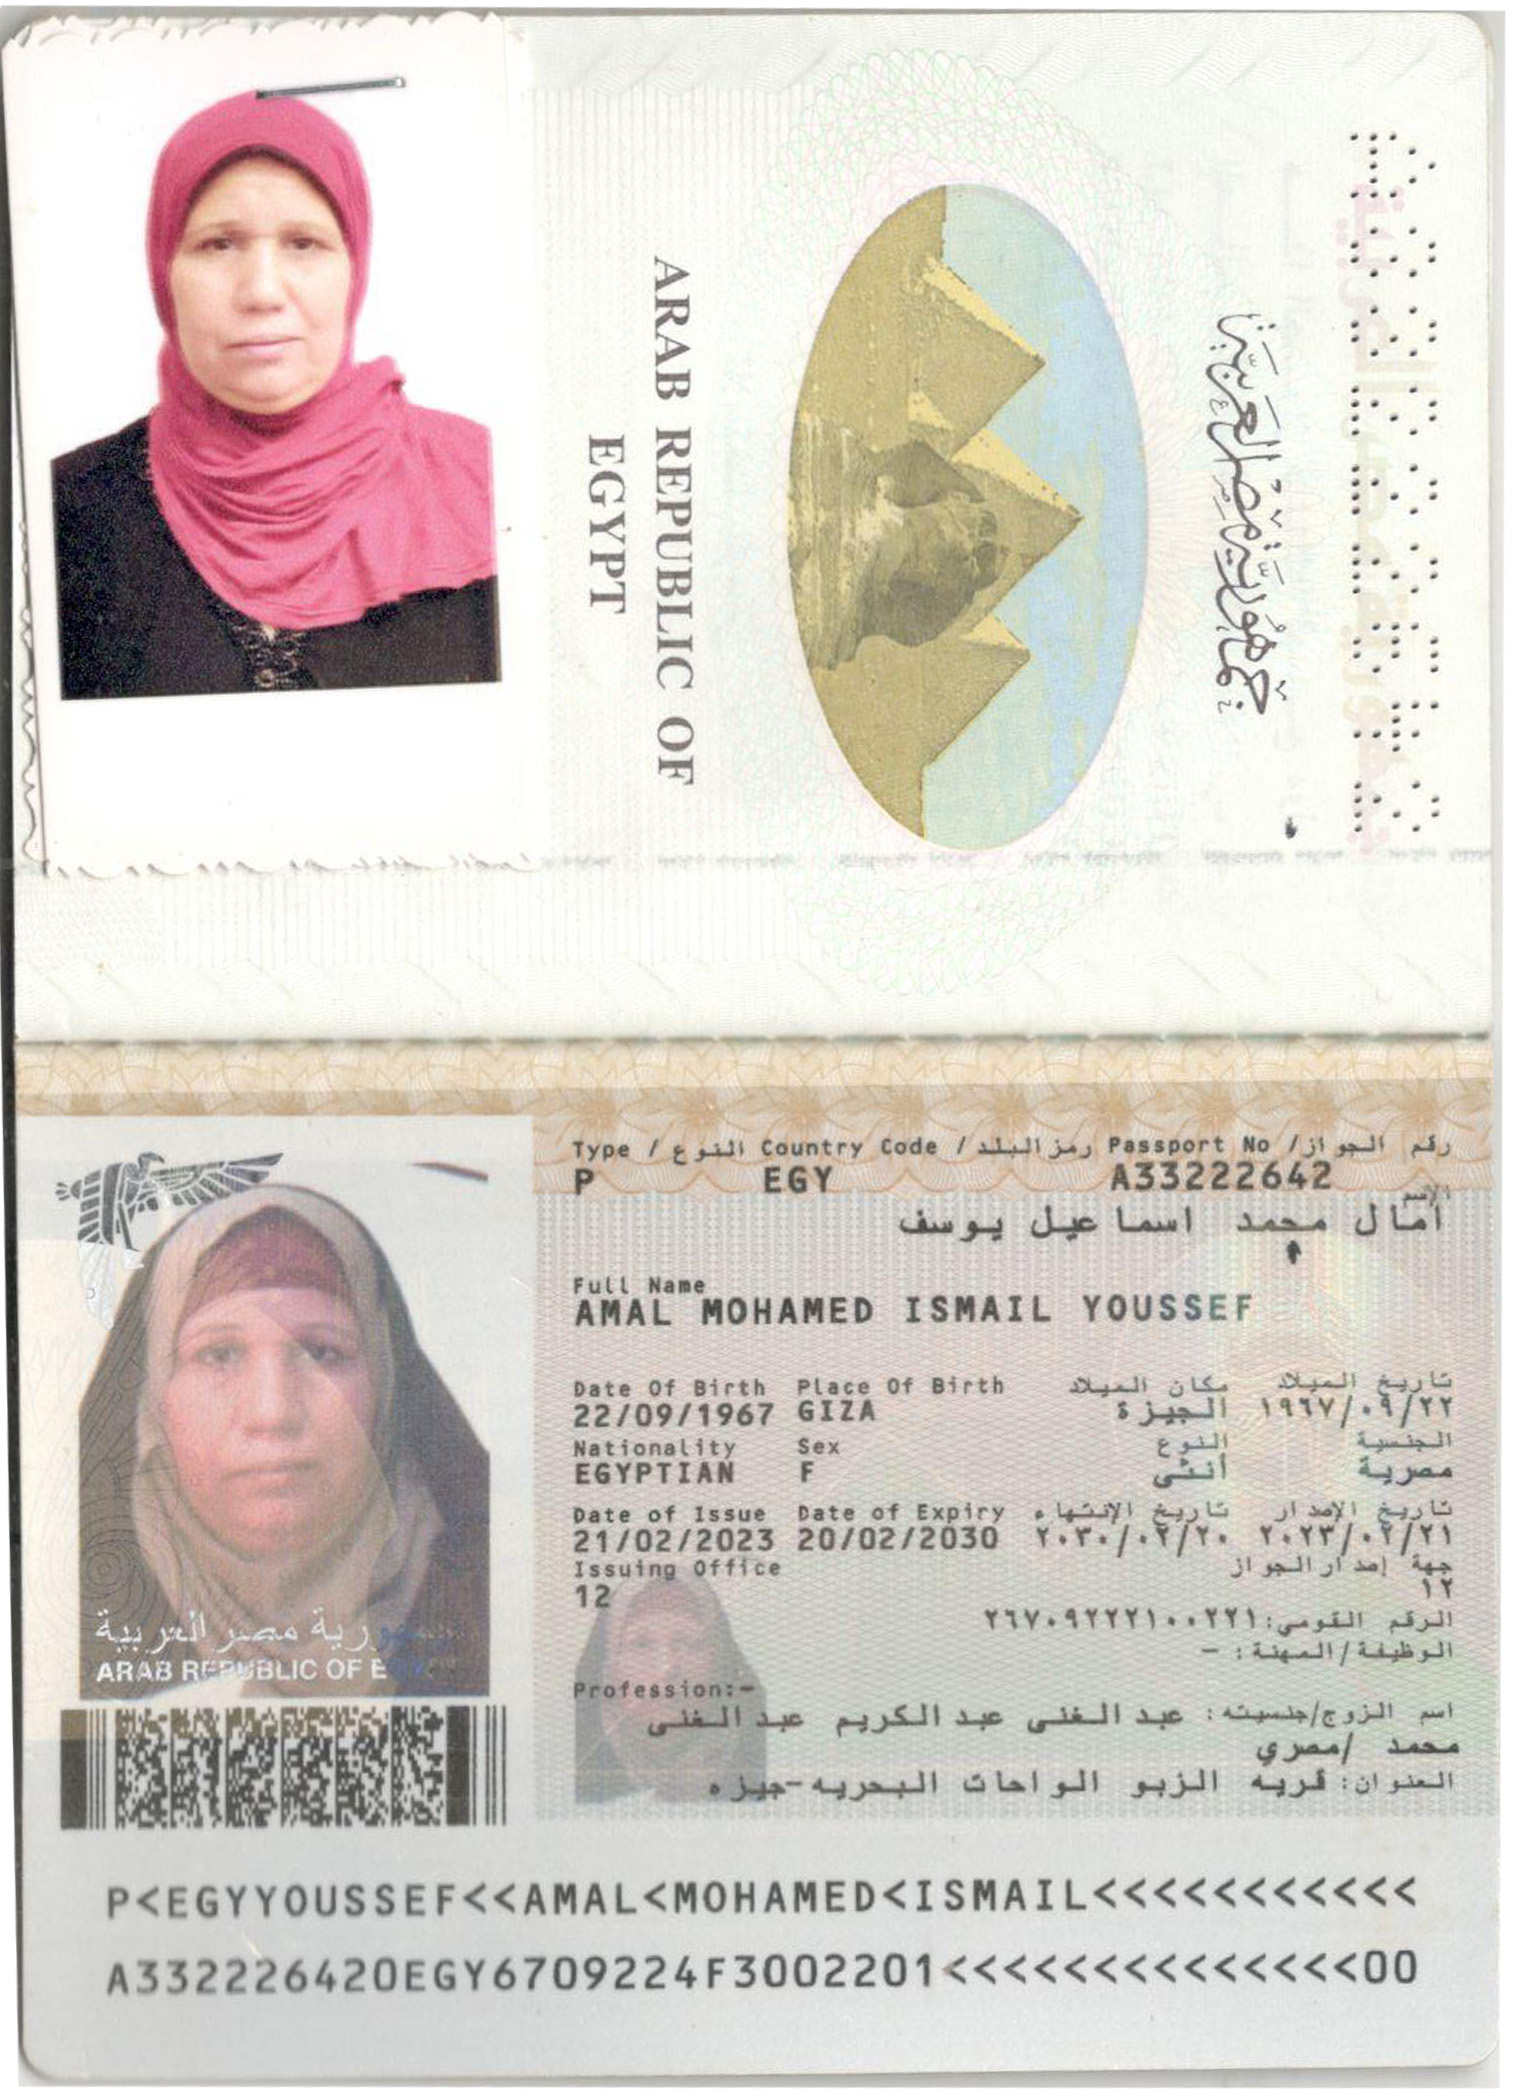 ARAB REPUBLIC OF
EGYPT
جمهورية مصر العربية
Type / النوع Country Code / رمز البلد Passport No / رقم الجواز
P EGY A33222642
الإسم
أمال محمد اسماعيل يوسف
Full Name
AMAL MOHAMED ISMAIL YOUSSEF
Date Of Birth Place Of Birth مكان الميلاد تاريخ الميلاد
22/09/1967 GIZA الجيزة ١٩٦٧/٠٩/٢٢
Nationality Sex النوع الجنسية
EGYPTIAN F أنثى مصرية
Date of Issue Date of Expiry تاريخ الإنتهاء تاريخ الإصدار
21/02/2023 20/02/2030 ٢٠٣٠/٠٢/٢٠ ٢٠٢٣/٠٢/٢١
Issuing Office جهة إصدار الجواز
12 ١٢
الرقم القومي: ٢٦٧٠٩٢٢٢١٠٠٢٢١
الوظيفة/المهنة: -
Profession:-
اسم الزوج/جنسيته: عبد الغنى عبد الكريم عبد الغنى
محمد /مصري
العنوان: قريه الزبو الواحات البحريه-جيزه
جمهورية مصر العربية
ARAB REPUBLIC OF EGYPT
P<EGYYOUSSEF<<AMAL<MOHAMED<ISMAIL<<<<<<<<<<<
A332226420EGY6709224F3002201<<<<<<<<<<<<<<00